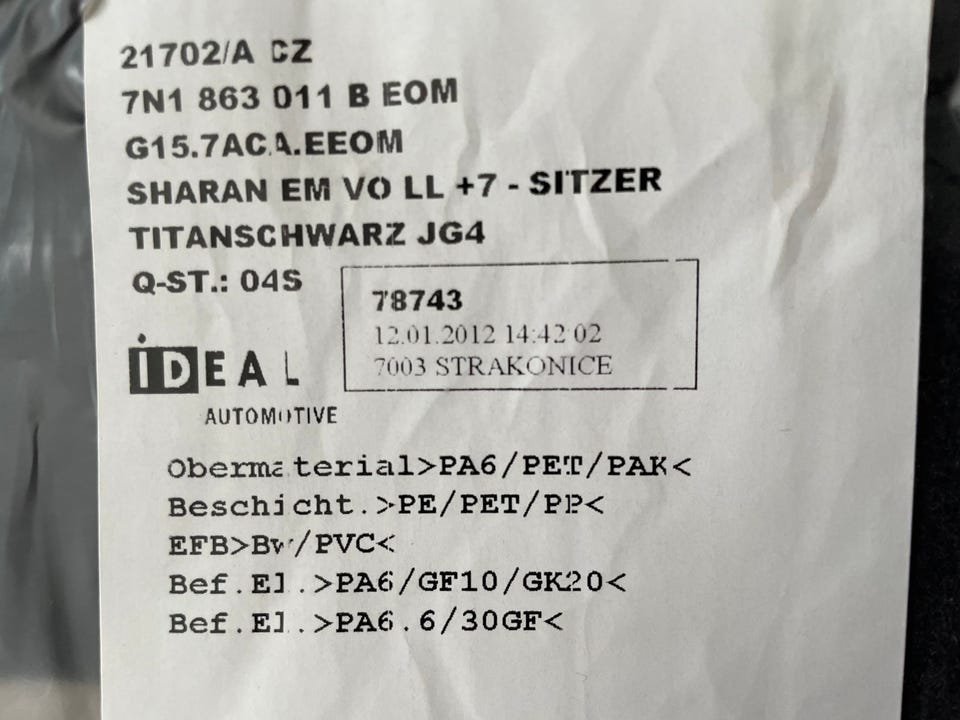 21702/A CZ
7N1 863 011 B EOM
G15.7ACA.EEOM
SHARAN EM VO LL +7 - SITZER
TITANSCHWARZ JG4
Q-ST.: 04S
78743
12.01.2012 14:42:02
7003 STRAKONICE
iDEAL
AUTOMOTIVE
Obermaterial>PA6/PET/PAK<
Beschicht.>PE/PET/PP<
EFB>Bw/PVC<
Bef.El.>PA6/GF10/GK20<
Bef.El.>PA6.6/30GF<